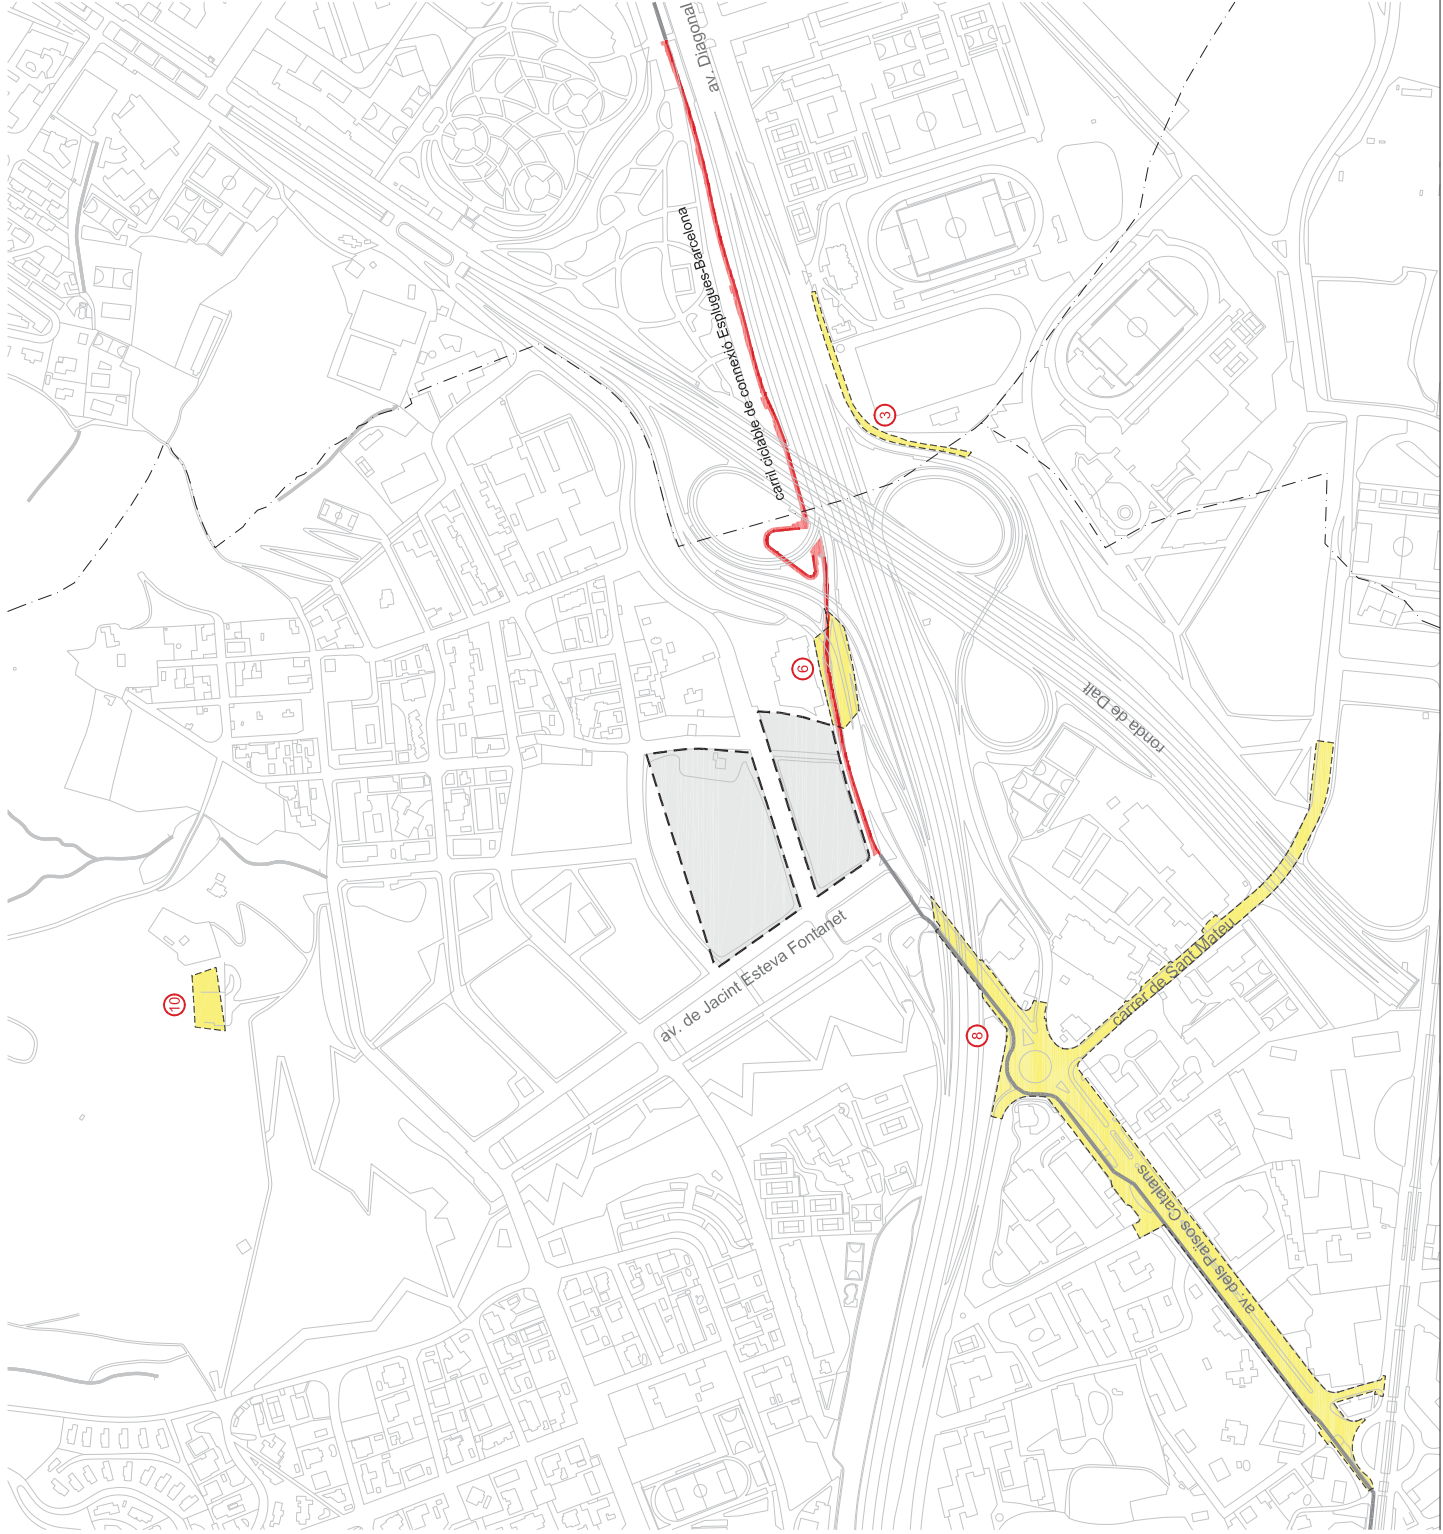 av. Diagonal
carril ciclable de connexió Esplugues-Barcelona
3
6
ronda de Dalt
av. de Jacint Esteva Fontanet
carrer de Sant Mateu
10
8
av. dels Països Catalans